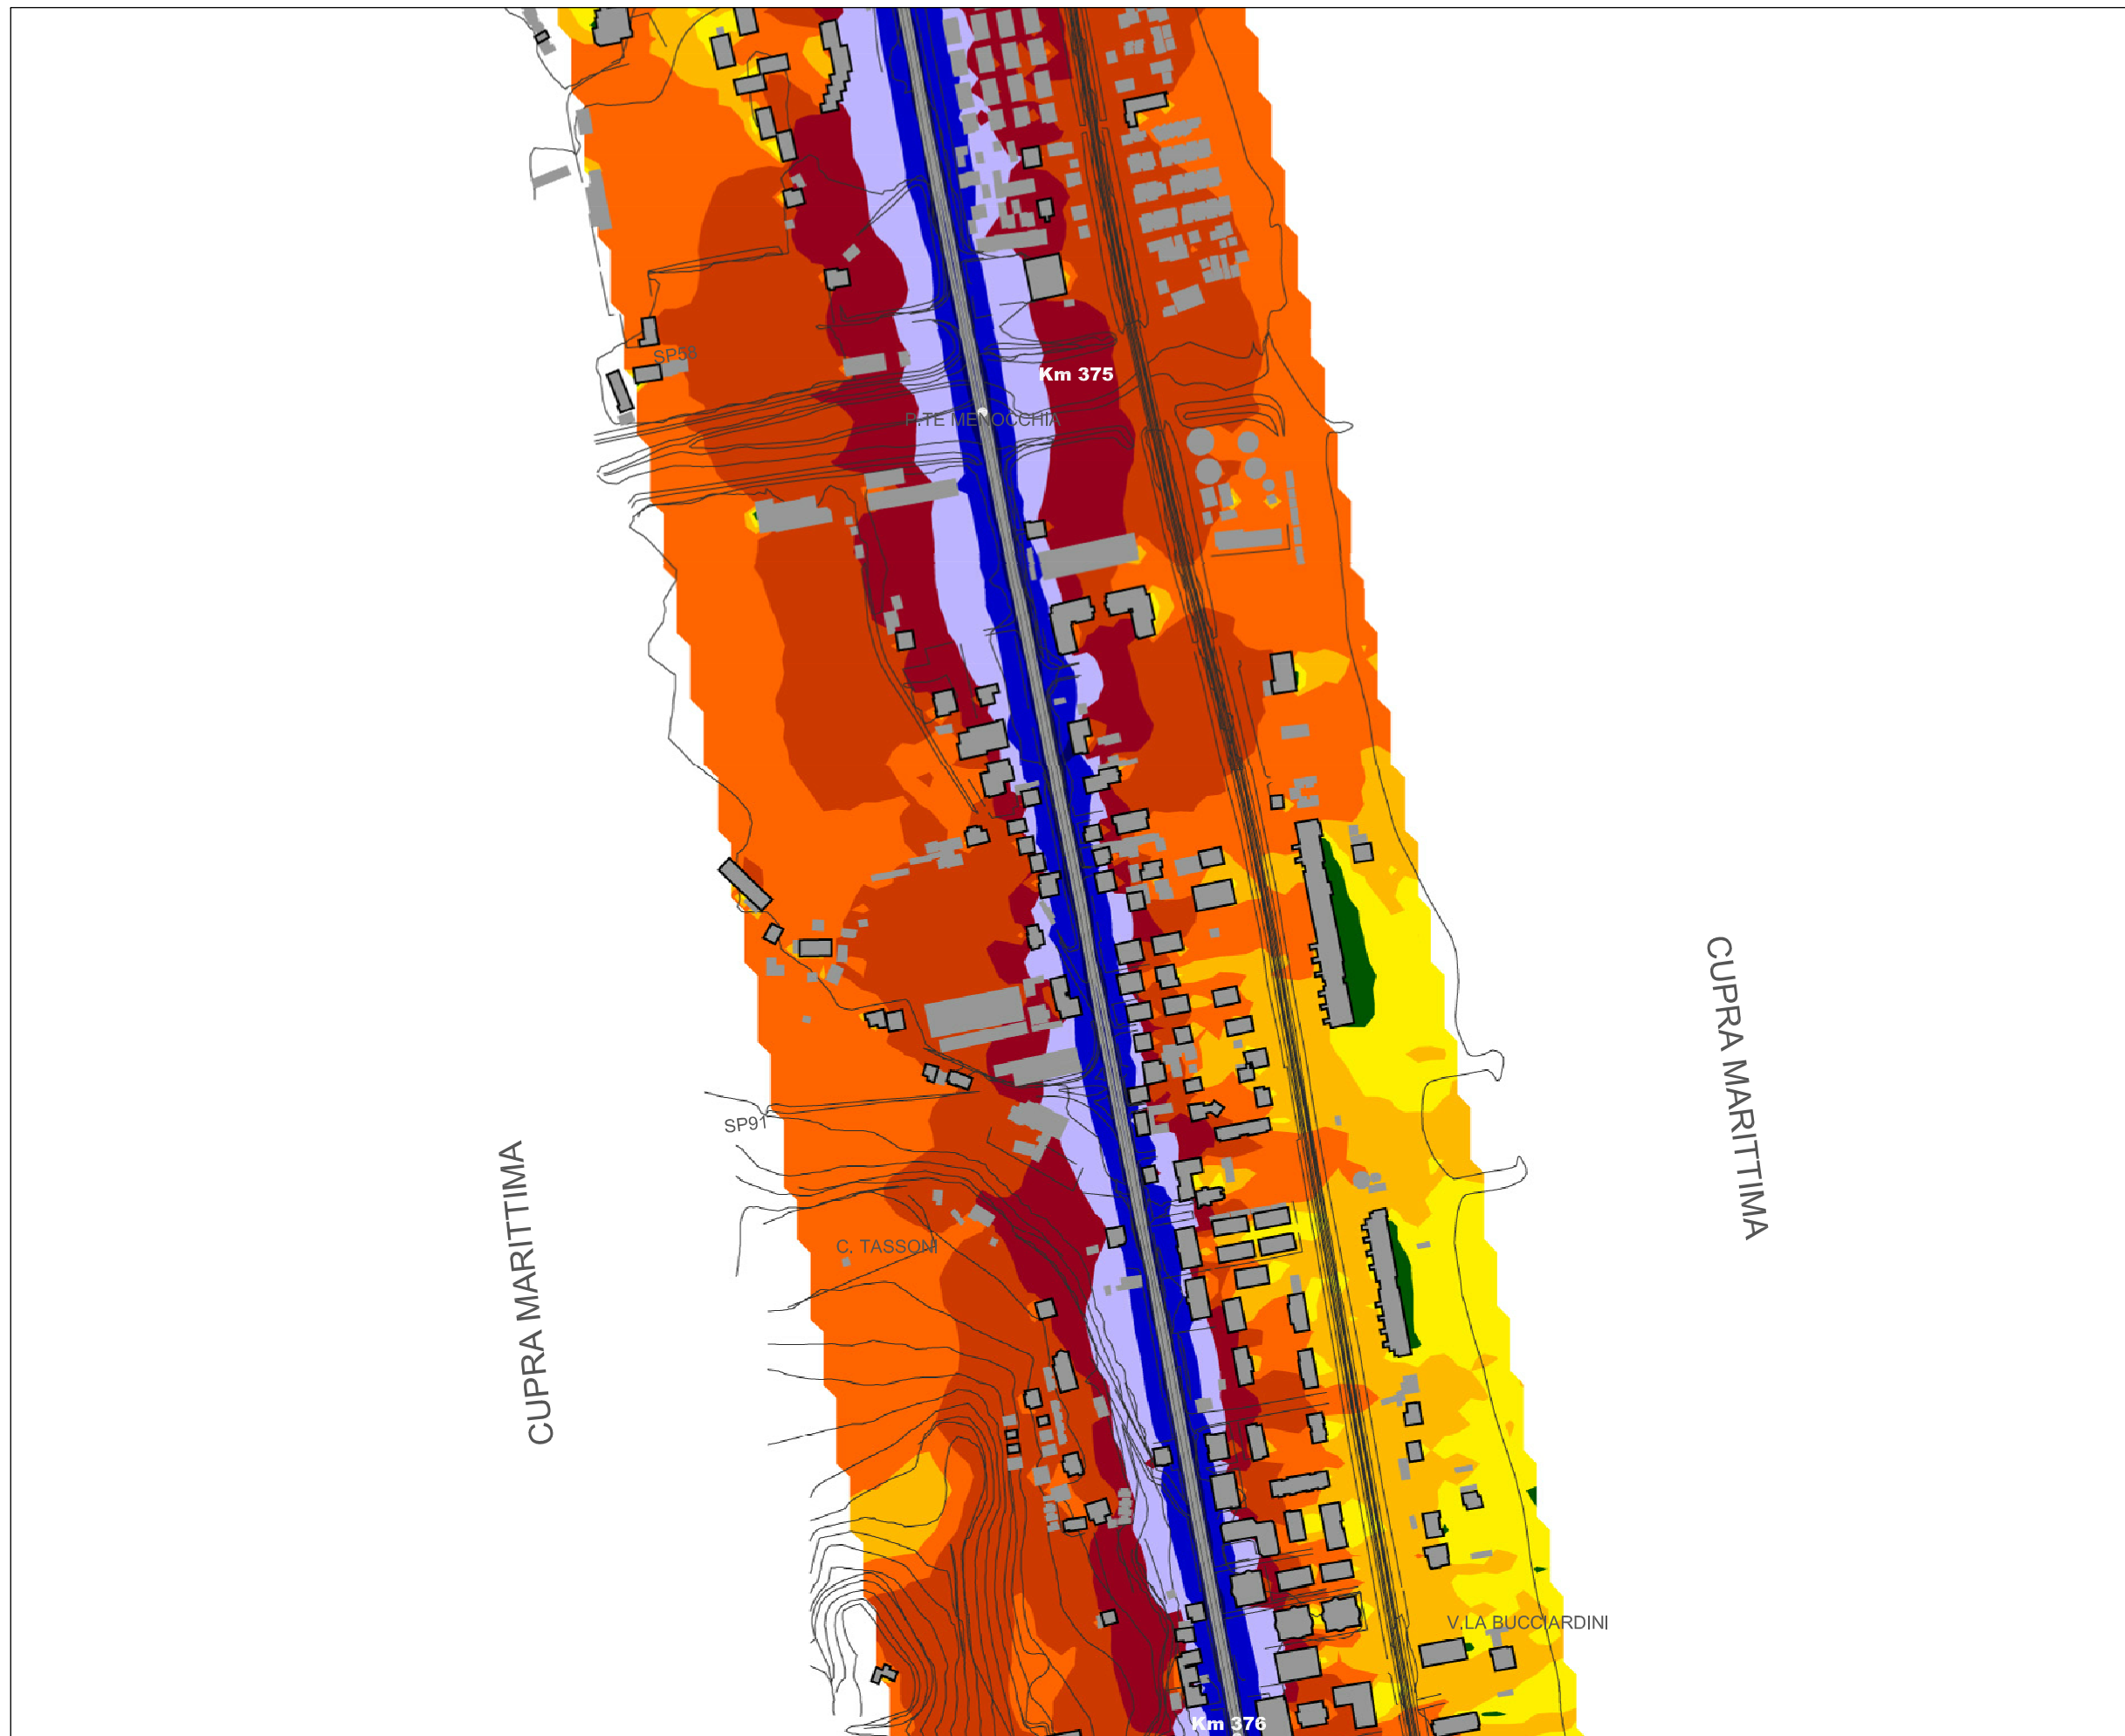 SP58
Km 375
P.TE MENOCCHIA
CUPRA MARITTIMA
SP91
CUPRA MARITTIMA
C. TASSONI
V.LA BUCCIARDINI
Km 376